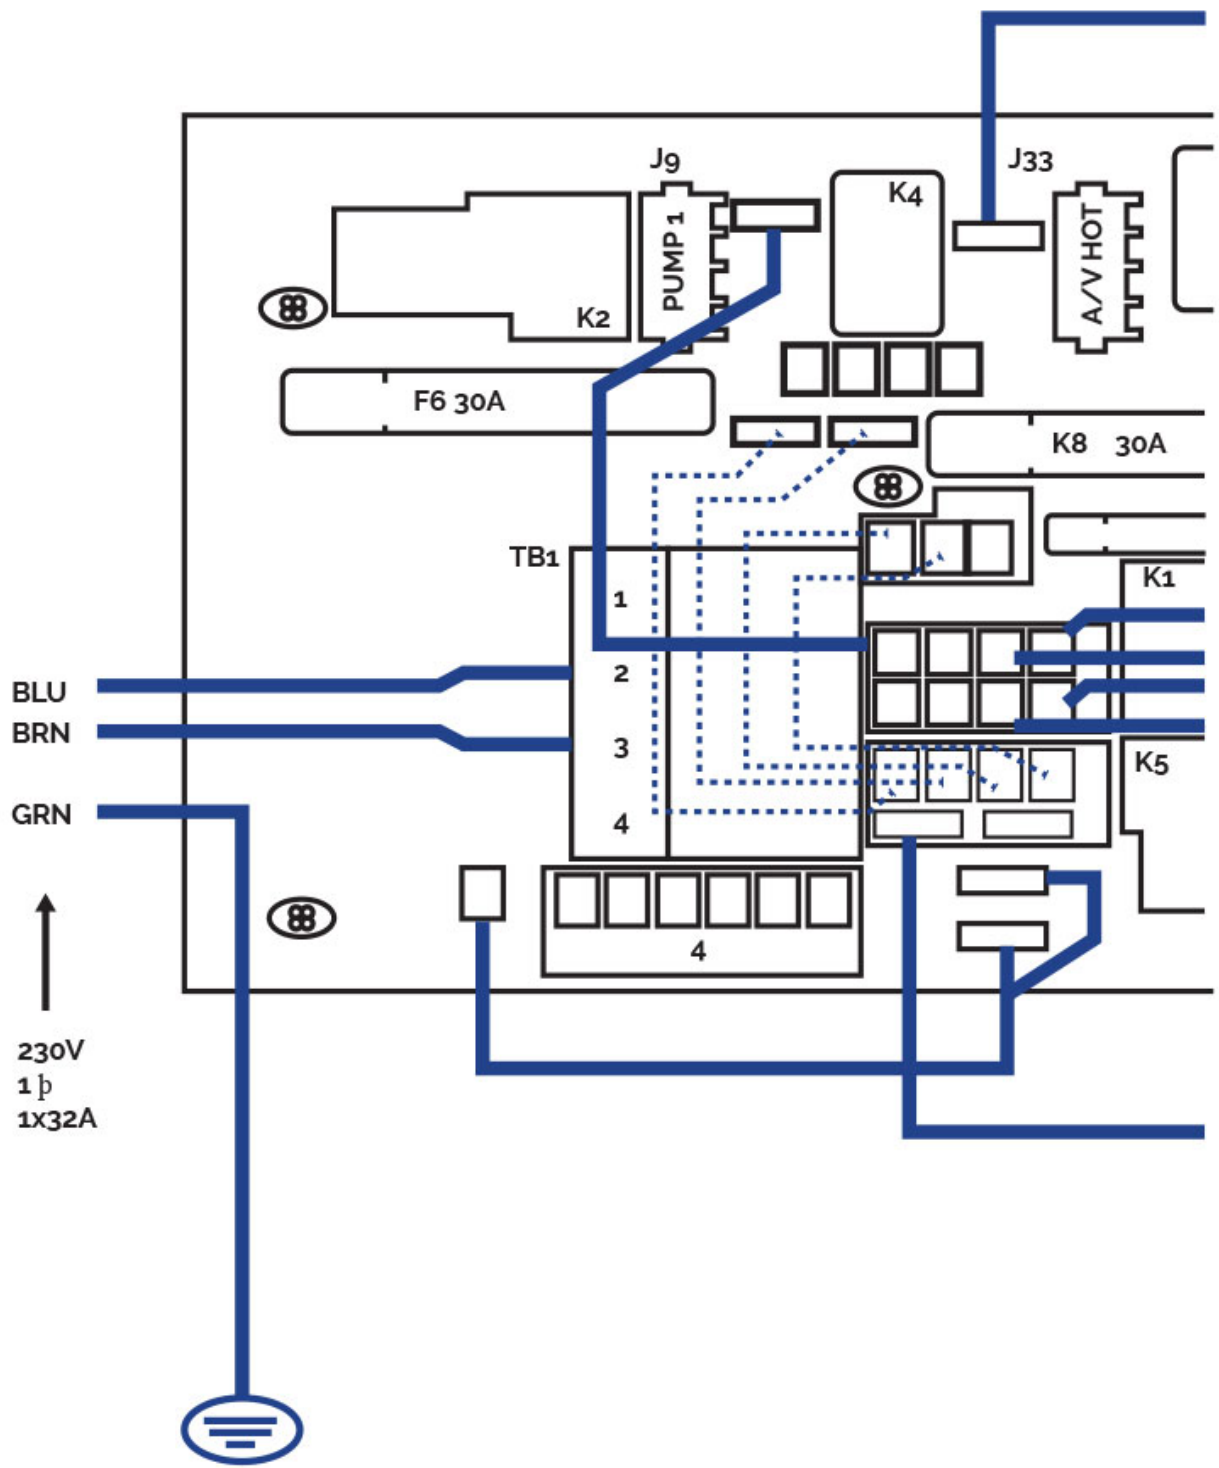 J9
J33
K4
PUMP 1
A/V HOT
K2
F6 30A
K8 30A
TB1
K1
1
2
BLU
BRN
3
K5
GRN
4
4
230V
1 þ
1x32A